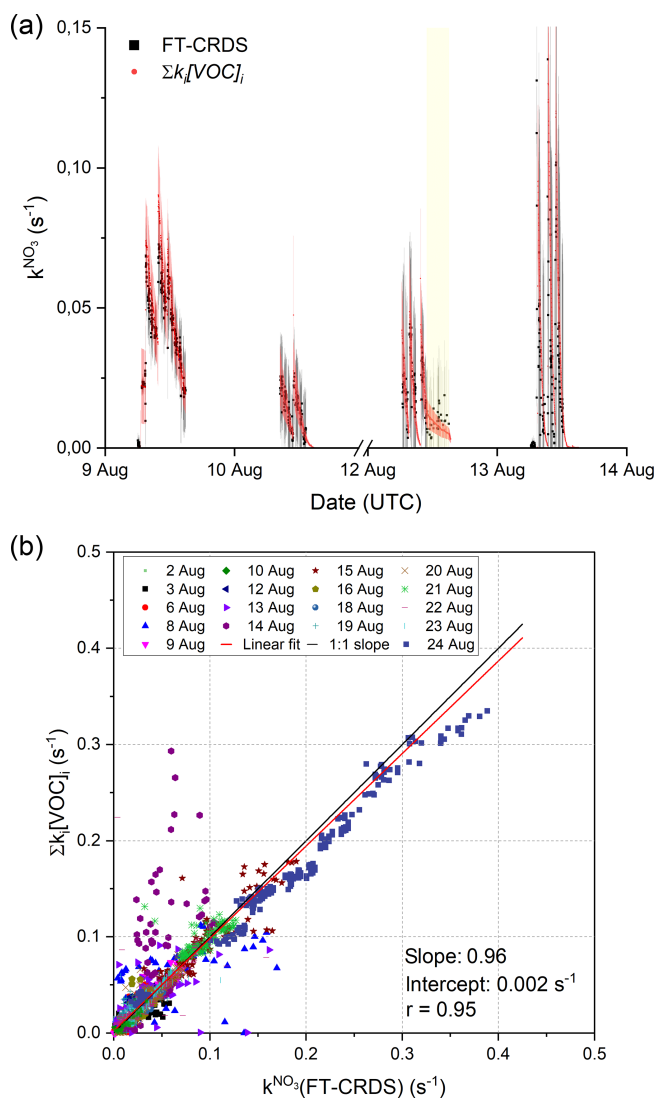 (a)
0,15
FT-CRDS
Σkᵢ[VOC]ᵢ
0,10
k^NO₃ (s⁻¹)
0,05
0,00
9 Aug 10 Aug 12 Aug 13 Aug 14 Aug
Date (UTC)
(b)
0.5
2 Aug 10 Aug 15 Aug 20 Aug
3 Aug 12 Aug 16 Aug 21 Aug
6 Aug 13 Aug 18 Aug 22 Aug
8 Aug 14 Aug 19 Aug 23 Aug
9 Aug Linear fit 1:1 slope 24 Aug
0.4
0.3
Σkᵢ[VOC]ᵢ (s⁻¹)
0.2
0.1
Slope: 0.96
Intercept: 0.002 s⁻¹
r = 0.95
0.0
0.0 0.1 0.2 0.3 0.4 0.5
k^NO₃(FT-CRDS) (s⁻¹)